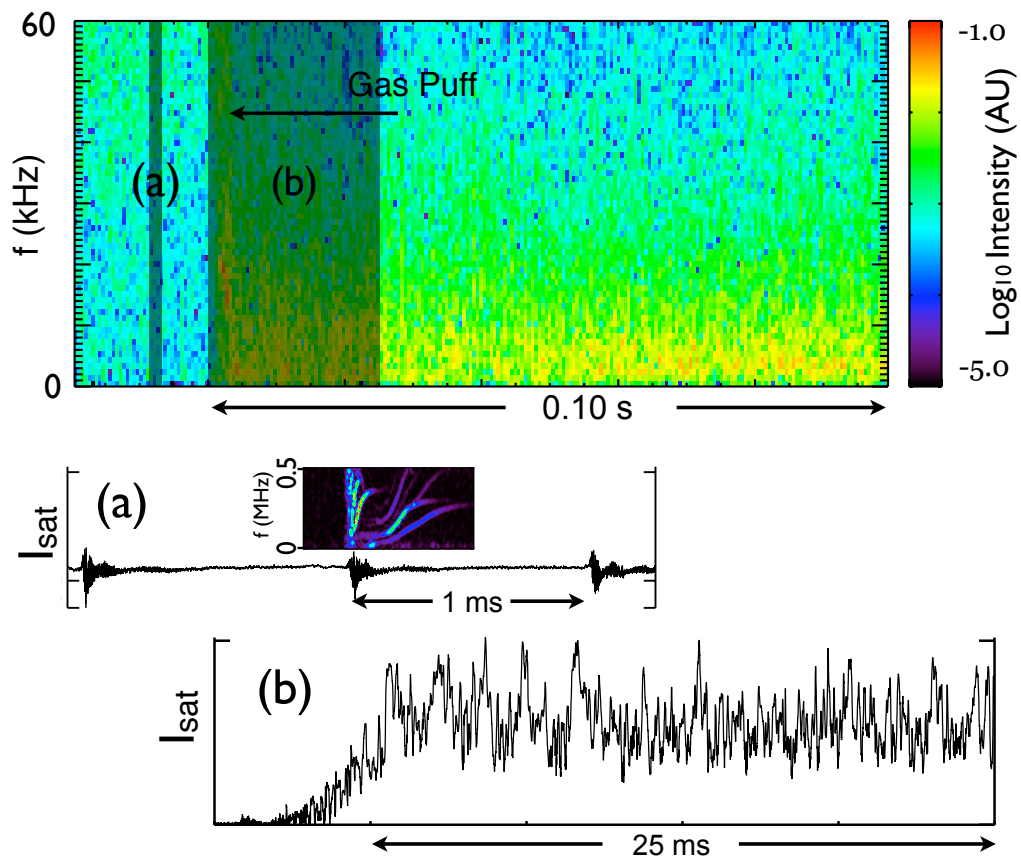 60
-1.0
Gas Puff
(a)
(b)
f (kHz)
Log₁₀ Intensity (AU)
0
-5.0
0.10 s
(a)
0.5
f (MHz)
0
Isat
1 ms
(b)
Isat
25 ms